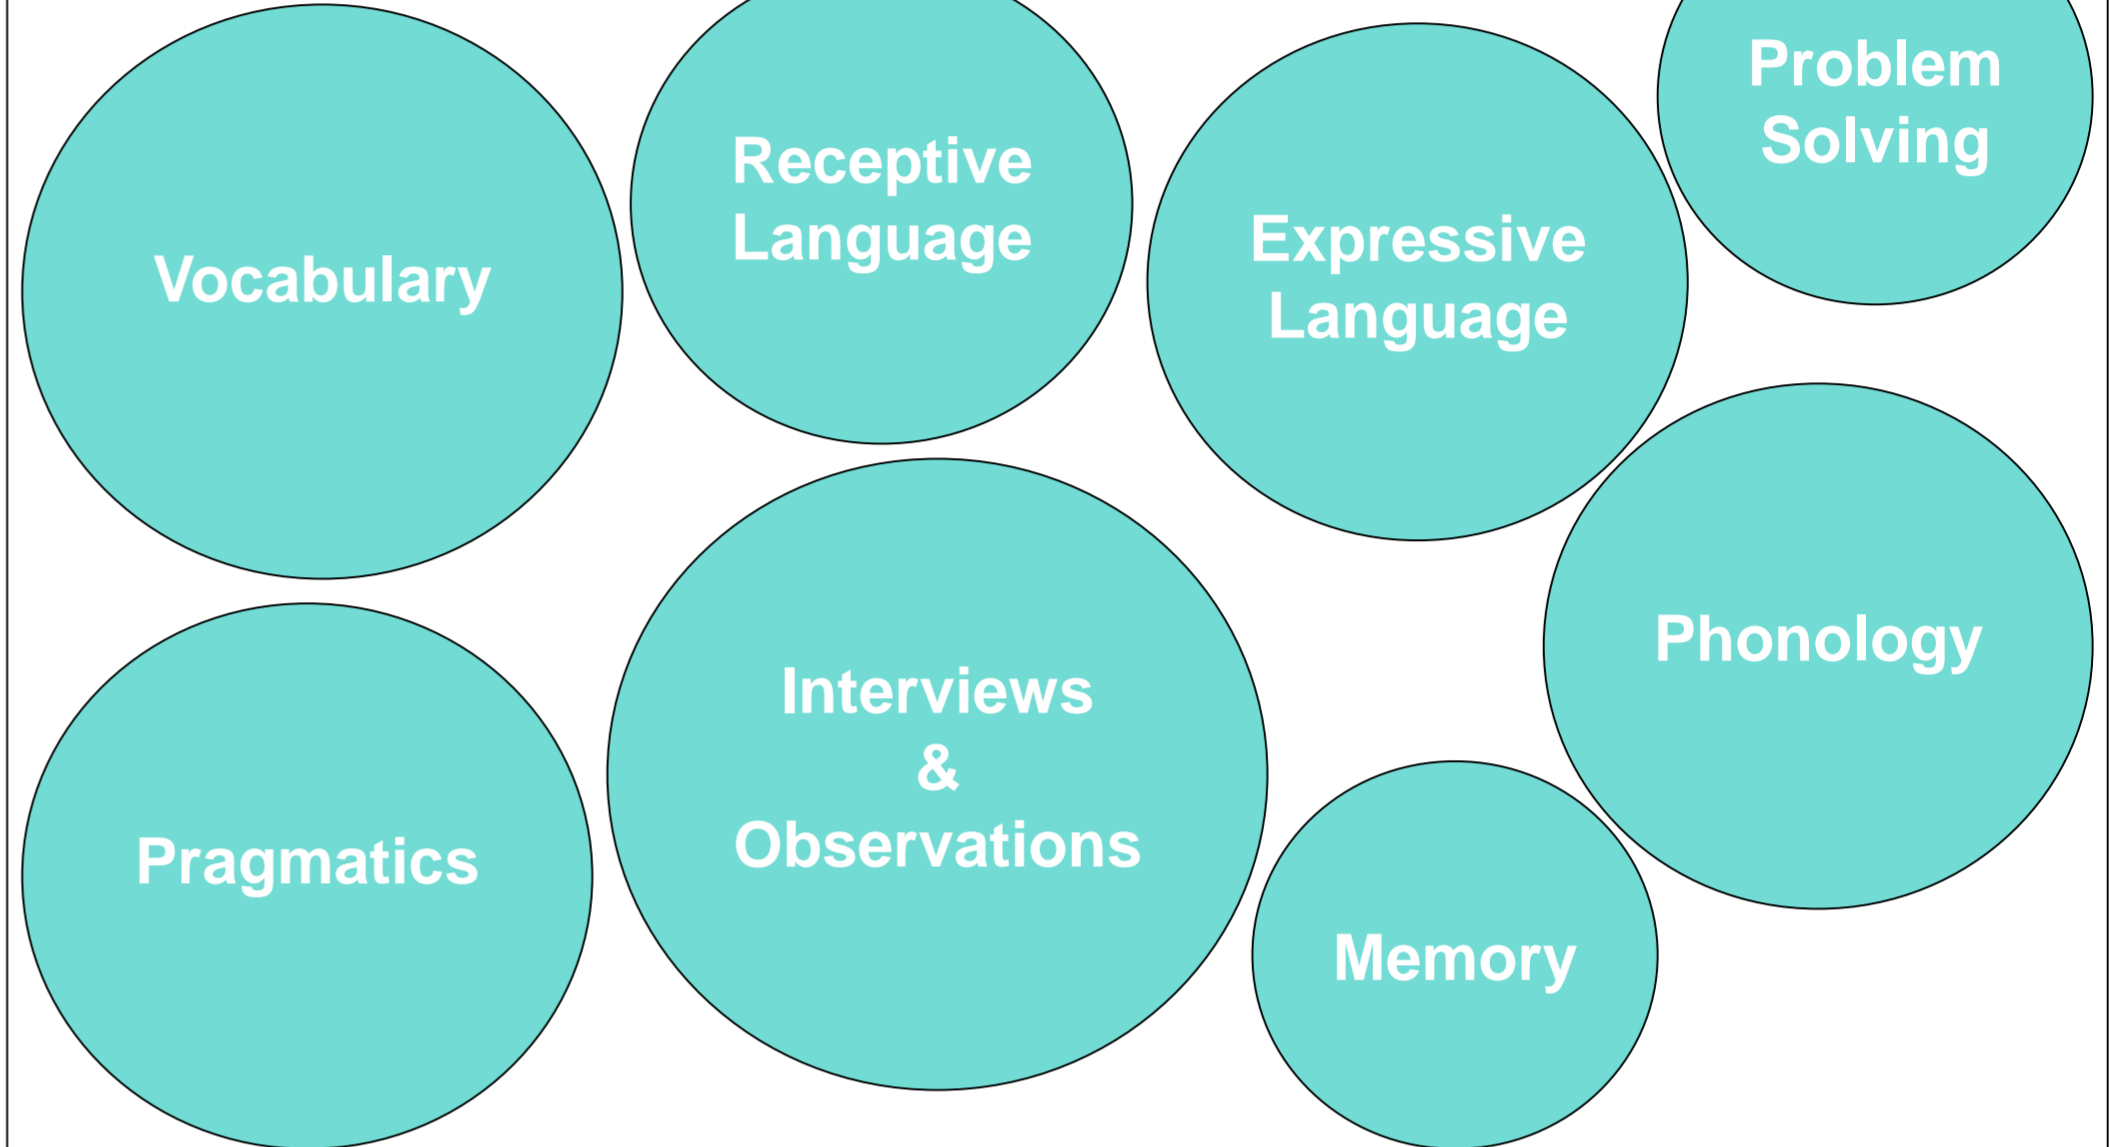 Vocabulary
Receptive
Language
Expressive
Language
Problem
Solving
Pragmatics
Interviews
&
Observations
Memory
Phonology